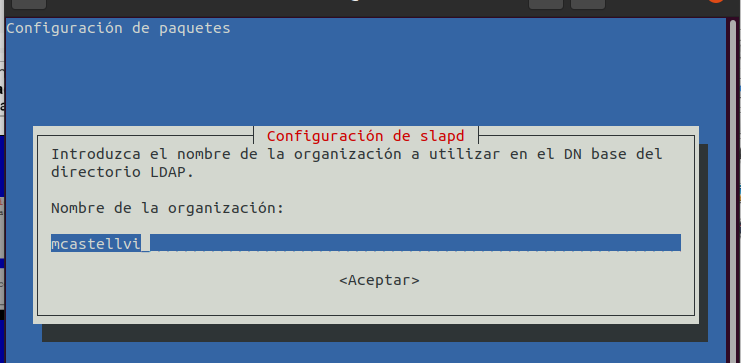 Configuración de paquetes
Configuración de slapd
Introduzca el nombre de la organización a utilizar en el DN base del
directorio LDAP.
Nombre de la organización:
mcastellvi_
<Aceptar>